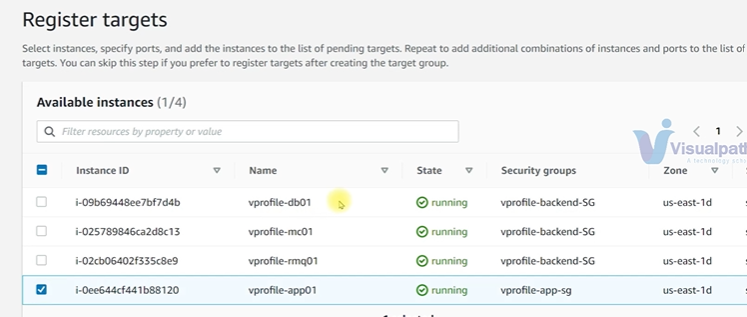 Register targets
Select instances, specify ports, and add the instances to the list of pending targets. Repeat to add additional combinations of instances and ports to the list of
targets. You can skip this step if you prefer to register targets after creating the target group.
Available instances (1/4)
Filter resources by property or value
1
Visualpath
A technology
Instance ID Name State Security groups Zone
i-09b69448ee7bf7d4b vprofile-db01 running vprofile-backend-SG us-east-1d
i-025789846ca2d8c13 vprofile-mc01 running vprofile-backend-SG us-east-1d
i-02cb06402f335c8e9 vprofile-rmq01 running vprofile-backend-SG us-east-1d
i-0ee644cf441b88120 vprofile-app01 running vprofile-app-sg us-east-1d